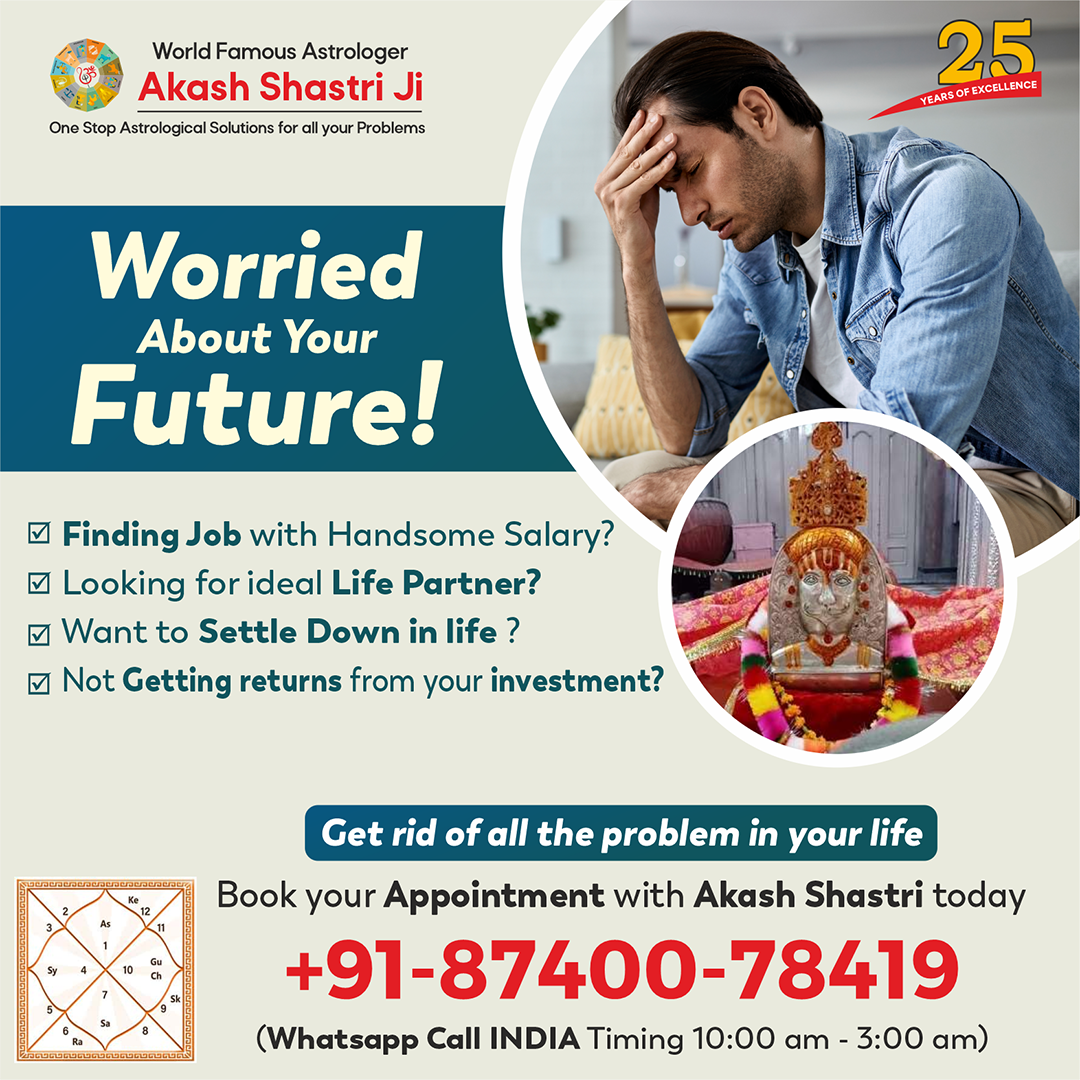 World Famous Astrologer
Akash Shastri Ji
One Stop Astrological Solutions for all your Problems
25
YEARS OF EXCELLENCE
Worried
About Your
Future!
Finding Job with Handsome Salary?
Looking for ideal Life Partner?
Want to Settle Down in life ?
Not Getting returns from your investment?
Get rid of all the problem in your life
Book your Appointment with Akash Shastri today
+91-87400-78419
(Whatsapp Call INDIA Timing 10:00 am - 3:00 am)
Ke
2 12
3 As 11
1
Gu
Sy 4 10
Ch
7 Sk
5 9
Sa
6 8
Ra